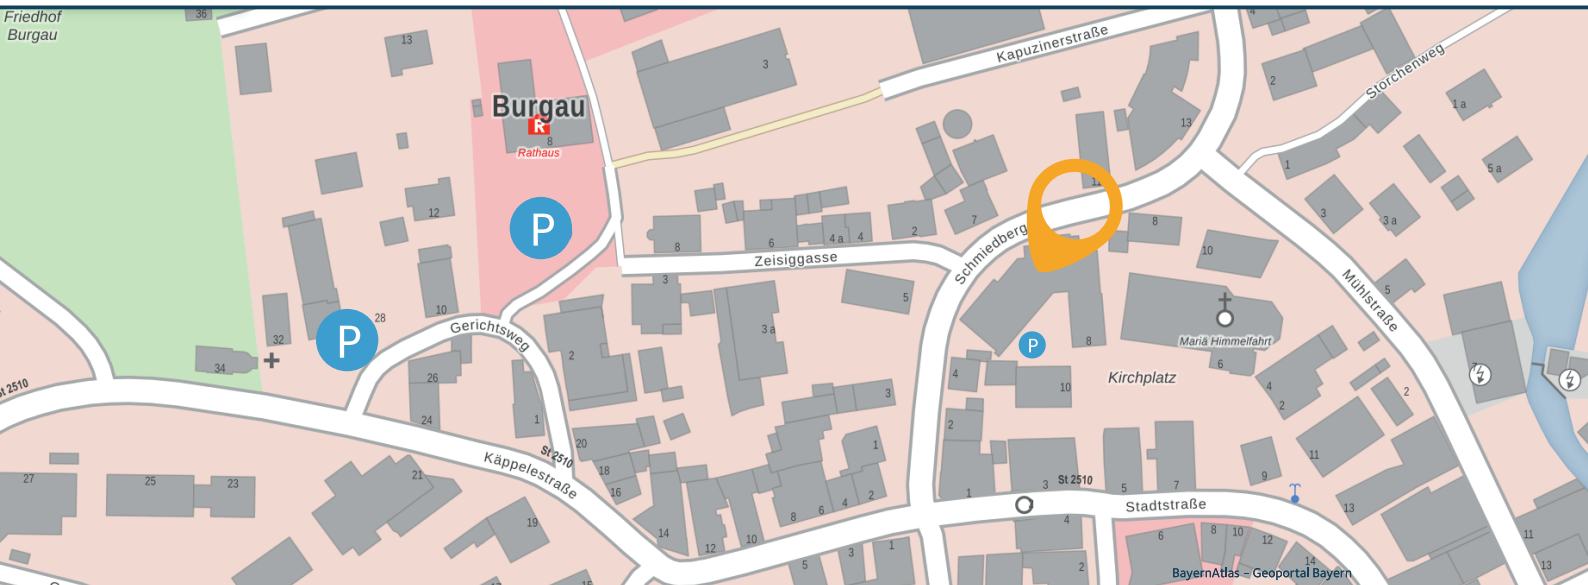 Friedhof
Burgau
36
13
3
Kapuzinerstraße
4
2
Storchenweg
1 a
Burgau
R
8
Rathaus
13
1
5 a
12
11
P
8
6
4 a
4
2
7
Schmiedberg
8
3
3 a
10
Zeisiggasse
3
5
5
Mühlstraße
10
28
32
P
Gerichtsweg
3 a
2
8
P
Mariä Himmelfahrt
6
34
26
24
1
4
10
Kirchplatz
4
2
2
7
St 2510
3
2
1
20
18
16
St 2510
Käppelestraße
21
27
25
23
19
14
12
10
8
6
4
2
1
3
St 2510
5
7
9
11
13
Stadtstraße
4
6
8
10
12
14
11
13
5
3
1
2
17
15
BayernAtlas - Geoportal Bayern